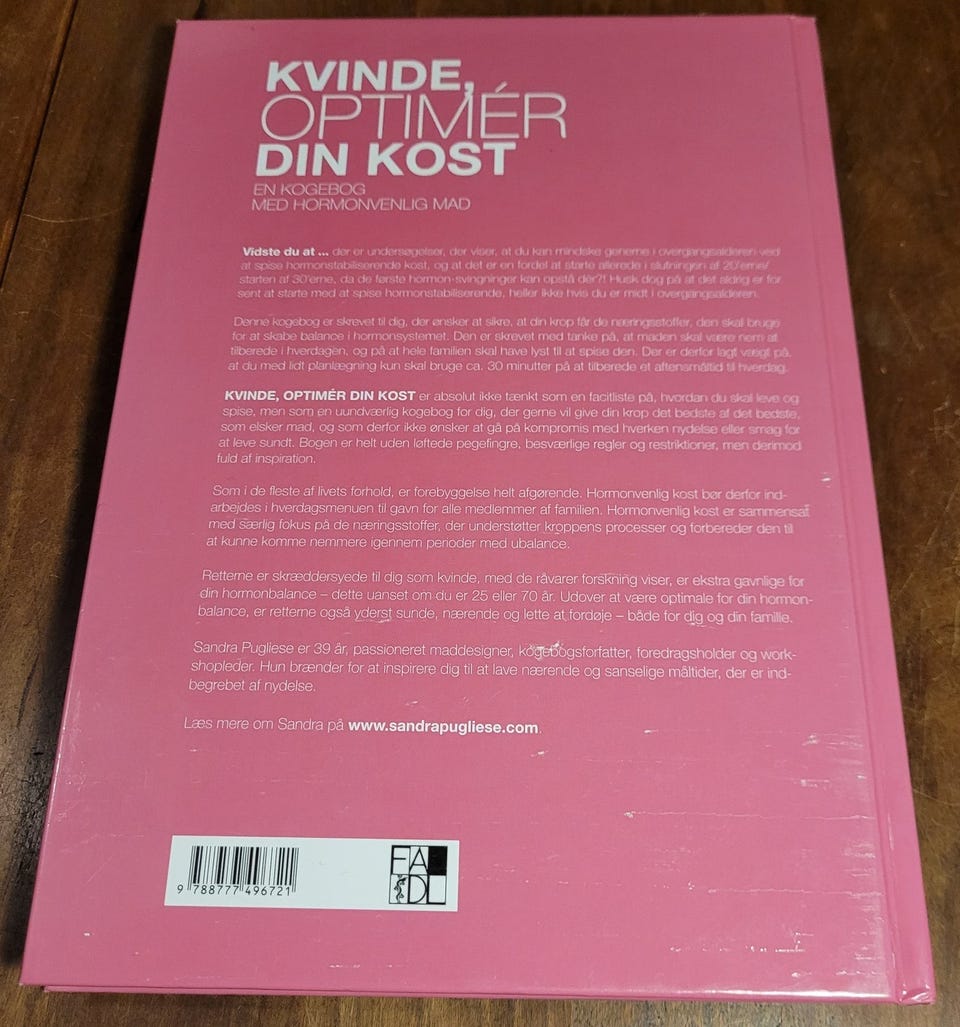 KVINDE,
OPTIMÉR
DIN KOST
EN KOGEBOG
MED HORMONVENLIG MAD
Vidste du at ... der er undersøgelser, der viser, at du kan mindske generne i overgangsalderen ved
at spise hormonstabiliserende kost, og at det er en fordel at starte allerede i slutningen af 20'erne/
starten af 30'erne, da de første hormon-svingninger kan opstå dér?! Husk dog på at det aldrig er for
sent at starte med at spise hormonstabiliserende, heller ikke hvis du er midt i overgangsalderen.
Denne kogebog er skrevet til dig, der ønsker at sikre, at din krop får de næringsstoffer, den skal bruge
for at skabe balance i hormonsystemet. Den er skrevet med tanke på, at maden skal være nem at
tilberede i hverdagen, og på at hele familien skal have lyst til at spise den. Der er derfor lagt vægt på,
at du med lidt planlægning kun skal bruge ca. 30 minutter på at tilberede et aftensmåltid til hverdag.
KVINDE, OPTIMÉR DIN KOST er absolut ikke tænkt som en facitliste på, hvordan du skal leve og
spise, men som en uundværlig kogebog for dig, der gerne vil give din krop det bedste af det bedste,
som elsker mad, og som derfor ikke ønsker at gå på kompromis med hverken nydelse eller smag for
at leve sundt. Bogen er helt uden løftede pegefingre, besværlige regler og restriktioner, men derimod
fuld af inspiration.
Som i de fleste af livets forhold, er forebyggelse helt afgørende. Hormonvenlig kost bør derfor ind-
arbejdes i hverdagsmenuen til gavn for alle medlemmer af familien. Hormonvenlig kost er sammensat
med særlig fokus på de næringsstoffer, der understøtter kroppens processer og forbereder den til
at kunne komme nemmere igennem perioder med ubalance.
Retterne er skræddersyede til dig som kvinde, med de råvarer forskning viser, er ekstra gavnlige for
din hormonbalance – dette uanset om du er 25 eller 70 år. Udover at være optimale for din hormon-
balance, er retterne også yderst sunde, nærende og lette at fordøje – både for dig og din familie.
Sandra Pugliese er 39 år, passioneret maddesigner, kogebogsforfatter, foredragsholder og work-
shopleder. Hun brænder for at inspirere dig til at lave nærende og sanselige måltider, der er ind-
begrebet af nydelse.
Læs mere om Sandra på www.sandrapugliese.com.
9 788777 496721
FADL